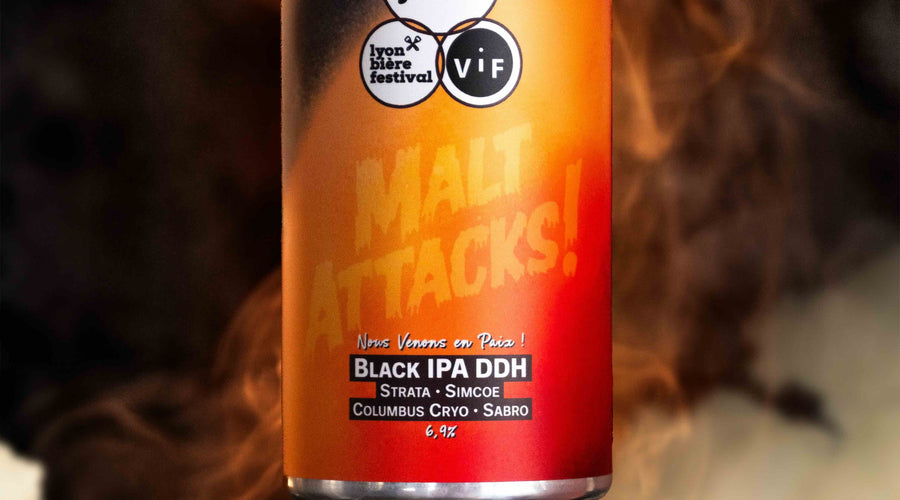 lyon
bière
festival
ViF
MALT
ATTACKS!
Nous Venons en Paix !
BLACK IPA DDH
STRATA • SIMCOE
COLUMBUS CRYO • SABRO
6,9%